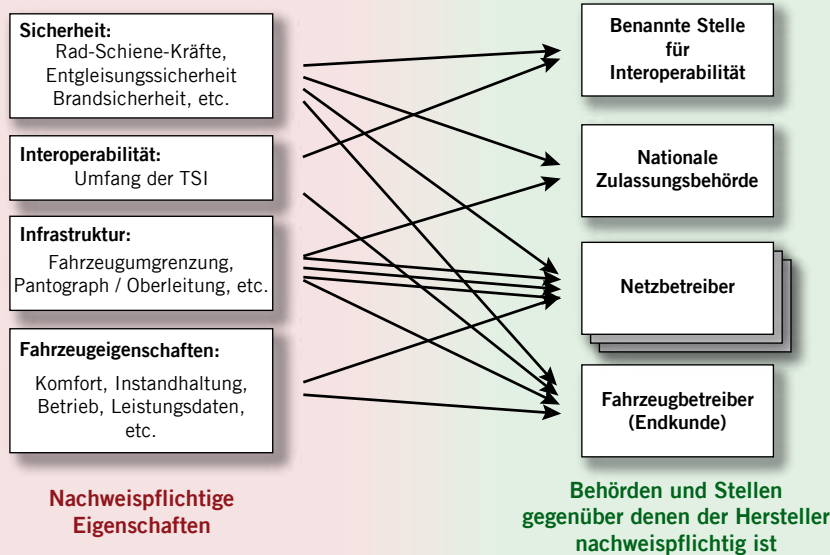 Sicherheit:
Rad-Schiene-Kräfte,
Entgleisungssicherheit
Brandsicherheit, etc.
Interoperabilität:
Umfang der TSI
Infrastruktur:
Fahrzeugumgrenzung,
Pantograph / Oberleitung, etc.
Fahrzeugeigenschaften:
Komfort, Instandhaltung,
Betrieb, Leistungsdaten,
etc.
Nachweispflichtige
Eigenschaften
Benannte Stelle
für
Interoperabilität
Nationale
Zulassungsbehörde
Netzbetreiber
Fahrzeugbetreiber
(Endkunde)
Behörden und Stellen
gegenüber denen der Hersteller
nachweispflichtig ist